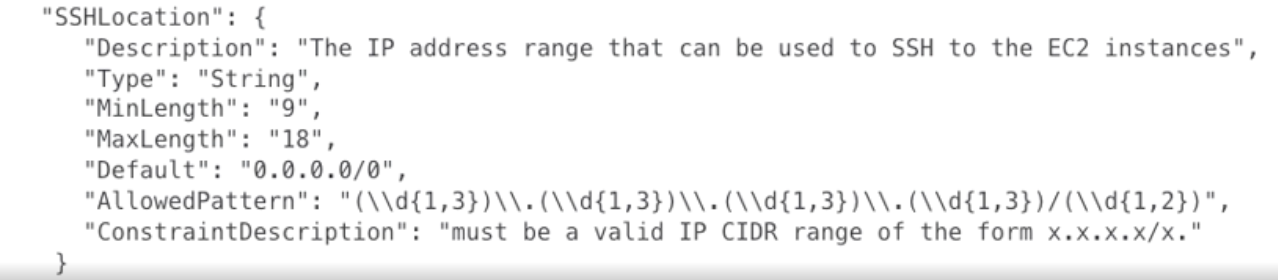 "SSHLocation": {
"Description": "The IP address range that can be used to SSH to the EC2 instances",
"Type": "String",
"MinLength": "9",
"MaxLength": "18",
"Default": "0.0.0.0/0",
"AllowedPattern": "(\\d{1,3})\\.(\\d{1,3})\\.(\\d{1,3})\\.(\\d{1,3})/(\\d{1,2})",
"ConstraintDescription": "must be a valid IP CIDR range of the form x.x.x.x/x."
}